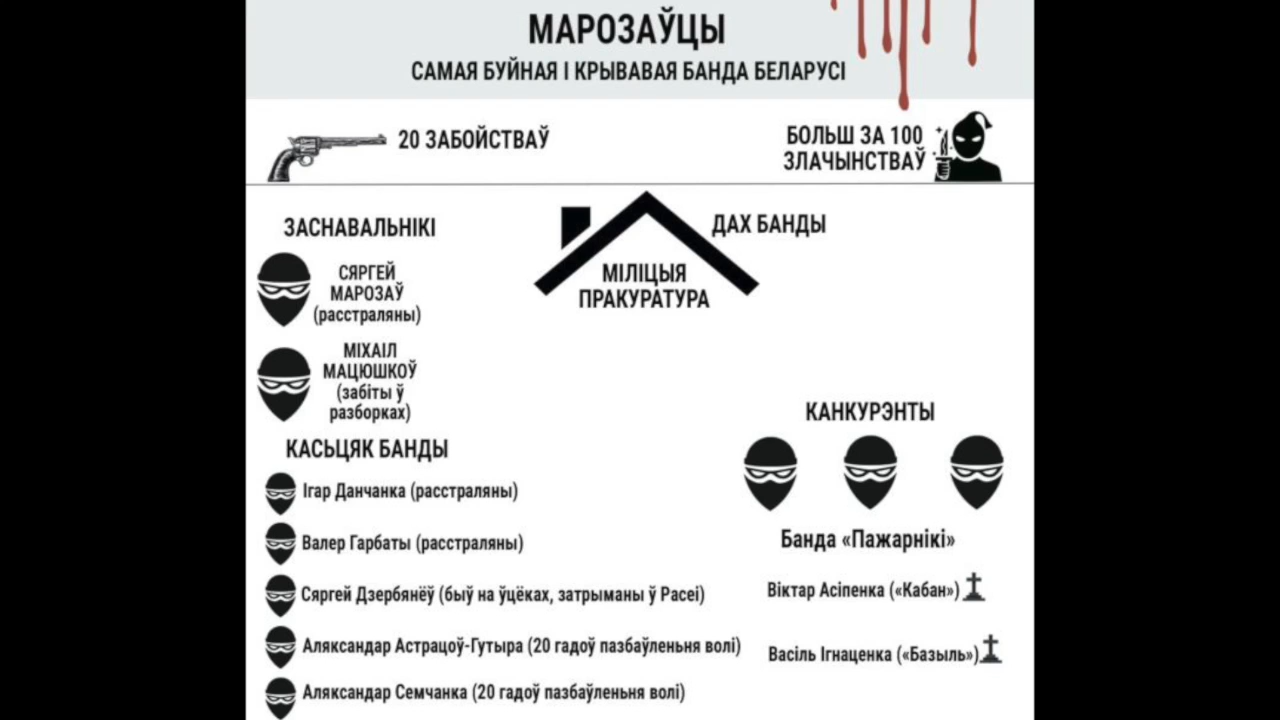 МАРОЗАЎЦЫ
САМАЯ БУЙНАЯ І КРЫВАВАЯ БАНДА БЕЛАРУСІ
20 ЗАБОЙСТВАЎ
БОЛЬШ ЗА 100
ЗЛАЧЫНСТВАЎ
ЗАСНАВАЛЬНІКІ
СЯРГЕЙ
МАРОЗАЎ
(расстраляны)
МІХАІЛ
МАЦЮШКОЎ
(забіты ў
разборках)
ДАХ БАНДЫ
МІЛІЦЫЯ
ПРАКУРАТУРА
КАСЬЦЯК БАНДЫ
Ігар Данчанка (расстраляны)
Валер Гарбаты (расстраляны)
Сяргей Дзербянёў (быў на ўцёках, затрыманы ў Расеі)
Аляксандар Астрацоў-Гутыра (20 гадоў пазбаўленьня волі)
Аляксандар Семчанка (20 гадоў пазбаўленьня волі)
КАНКУРЭНТЫ
Банда «Пажарнікі»
Віктар Асіпенка («Кабан»)
Васіль Ігнаценка («Базыль»)